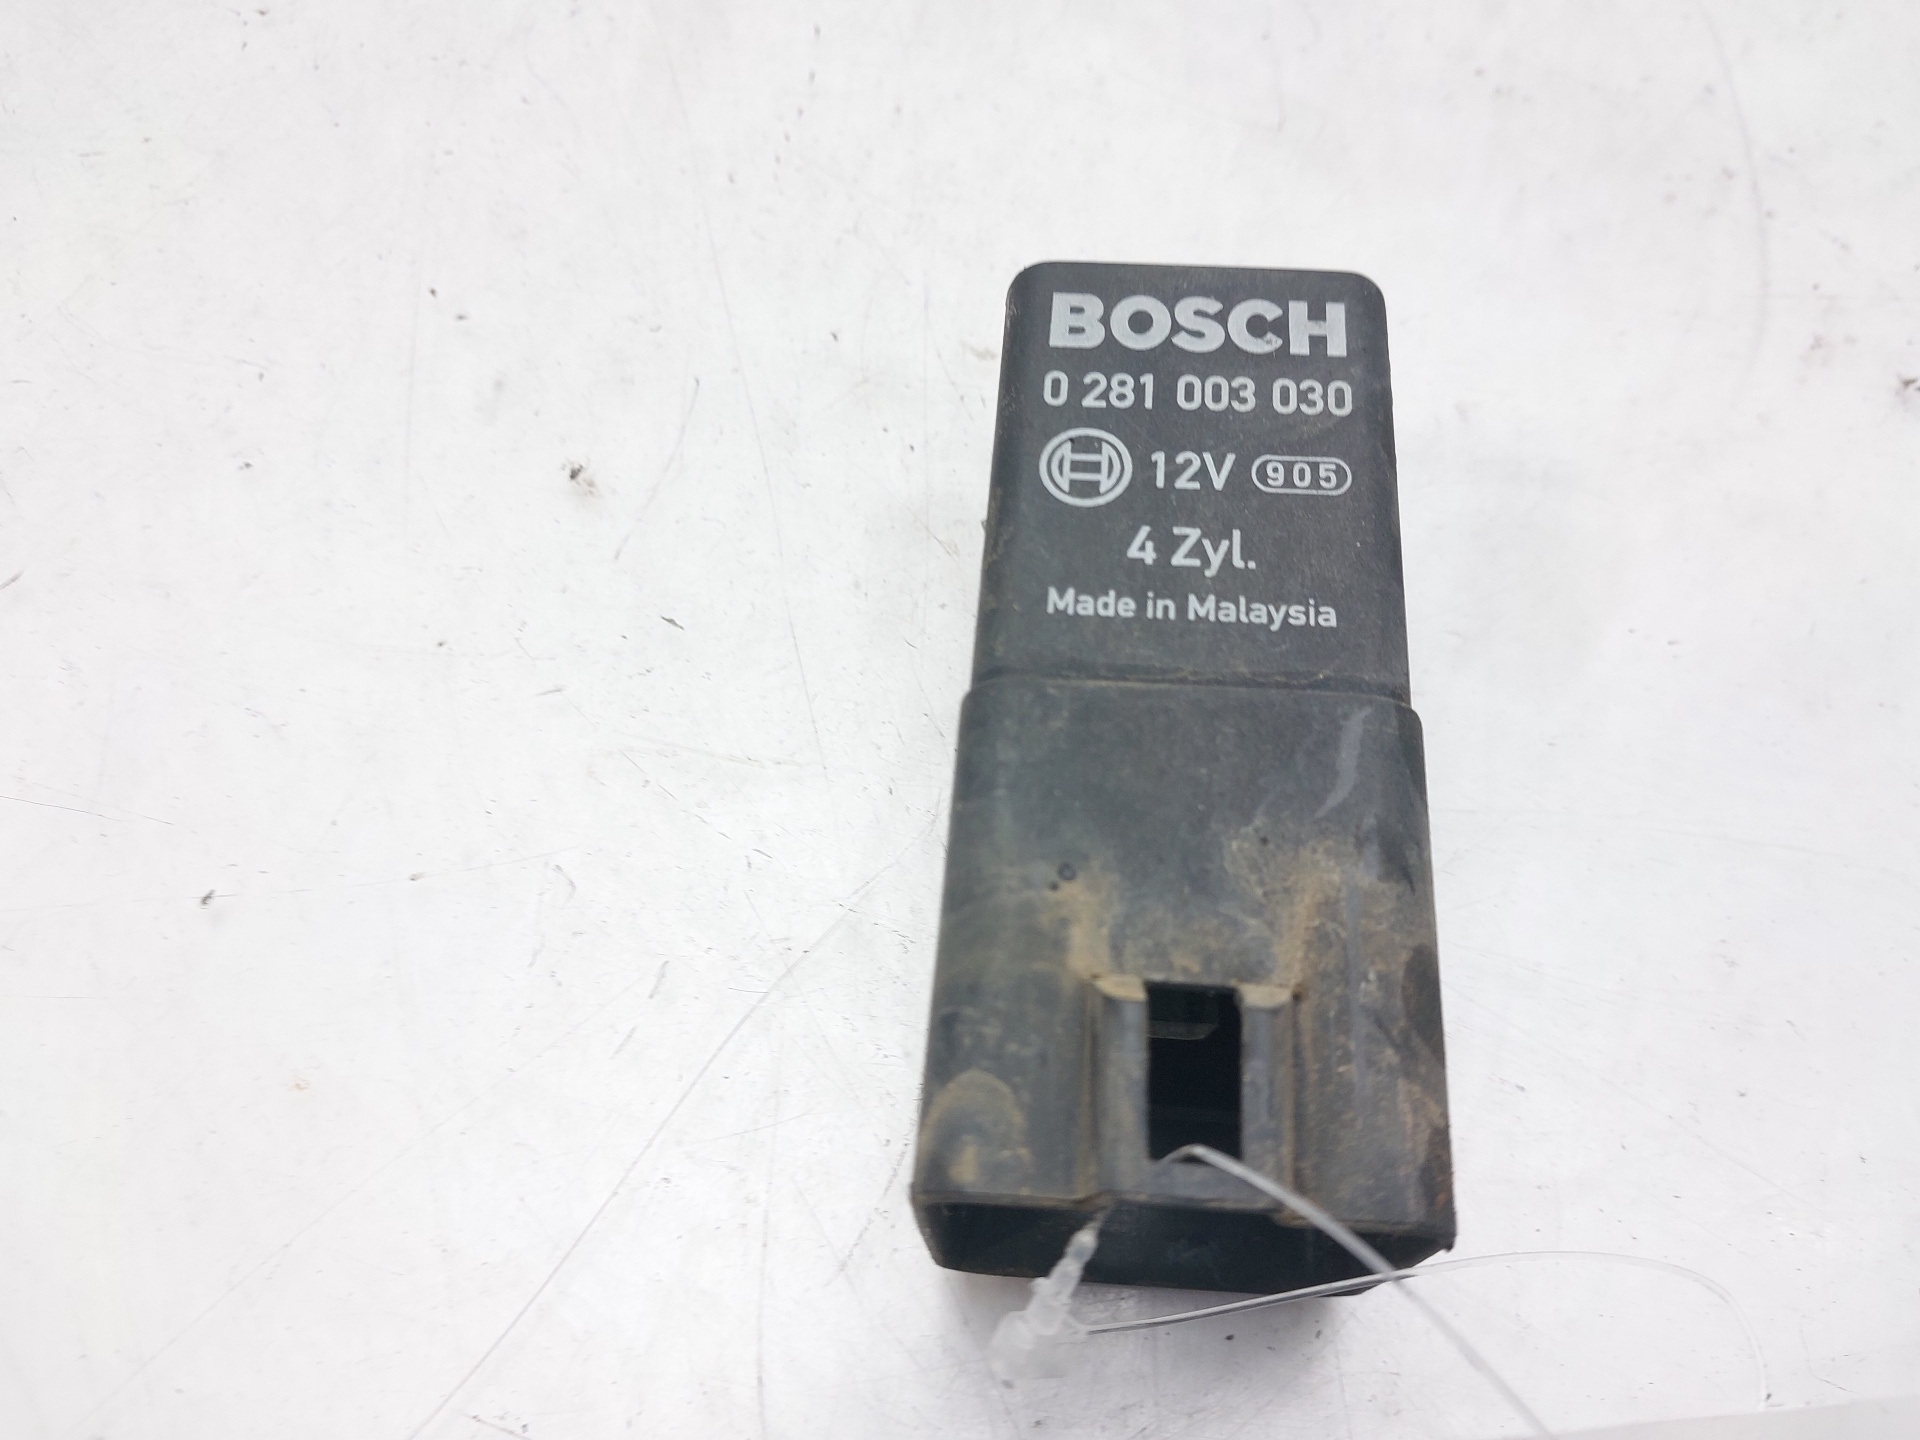 BOSCH
0 281 003 030
12V 905
4 Zyl.
Made in Malaysia